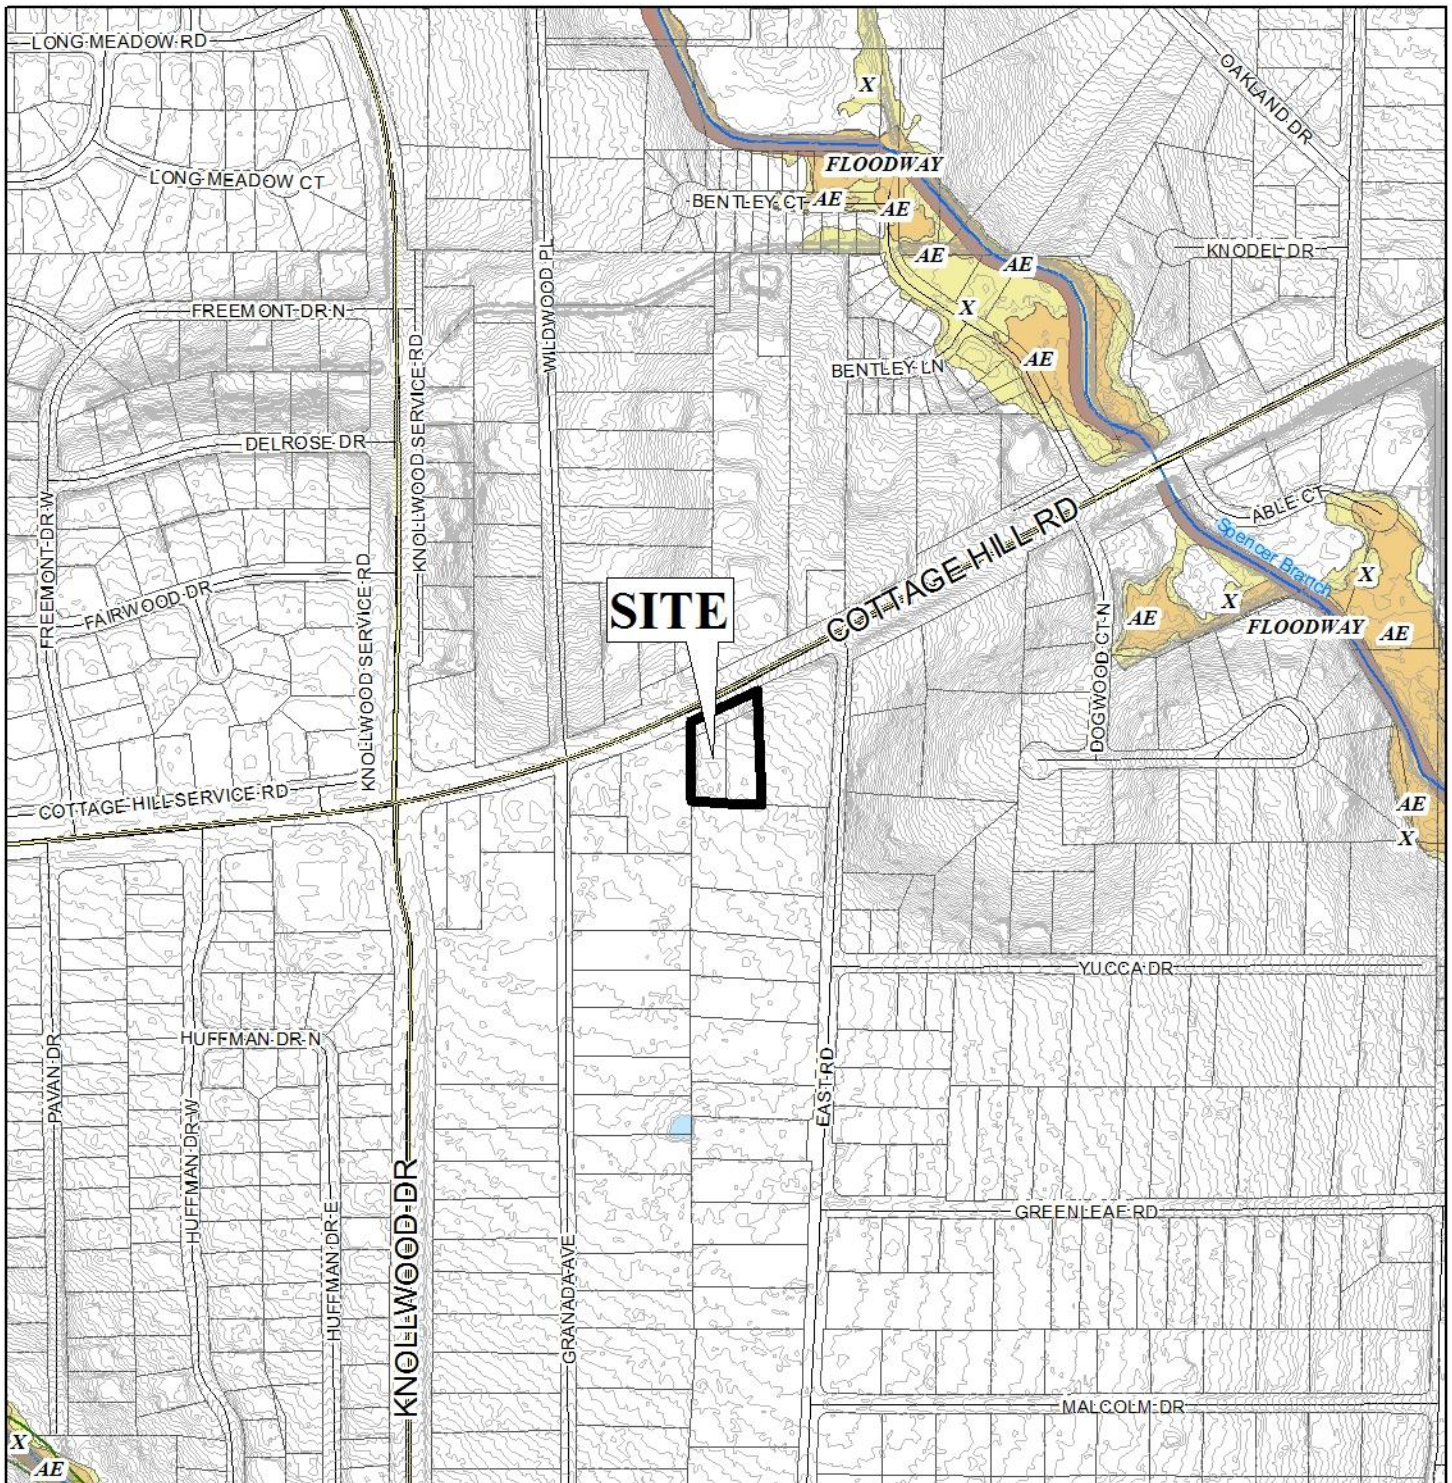 LONG MEADOW RD
OAKLAND DR
X
FLOODWAY
LONG MEADOW CT
BENTLEY CT
AE
AE
KNODEL DR
AE
AE
WILDWOOD PL
FREEMONT DR N
X
KNOLLWOOD SERVICE RD
AE
BENTLEY LN
DELROSE DR
FREEMONT DR W
ABLE CT
COTTAGE HILL RD
Spencer Branch
FAIRWOOD DR
KNOLLWOOD SERVICE RD
SITE
X
X
AE
FLOODWAY
AE
DOGWOOD CT N
COTTAGE HILL SERVICE RD
AE
X
YUCCA DR
PAVAN DR
HUFFMAN DR N
EAST RD
HUFFMAN DR W
HUFFMAN DR E
KNOLLWOOD DR
GRANADA AVE
GREENLEAF RD
MALCOLM DR
X
AE